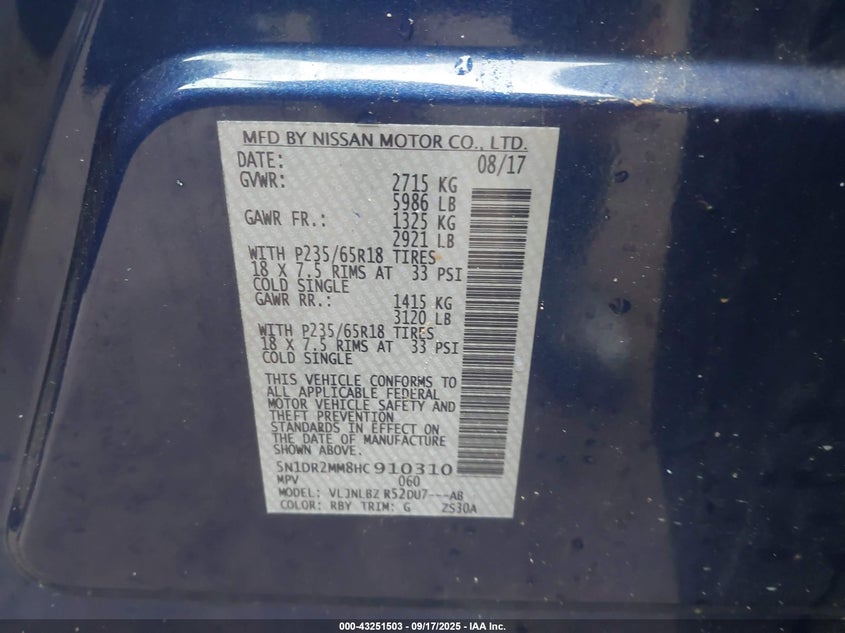 MFD BY NISSAN MOTOR CO., LTD.
DATE: 08/17
GVWR: 2715 KG
5986 LB
GAWR FR.: 1325 KG
2921 LB
WITH P235/65R18 TIRES
18 X 7.5 RIMS AT 33 PSI
COLD SINGLE
GAWR RR.: 1415 KG
3120 LB
WITH P235/65R18 TIRES
18 X 7.5 RIMS AT 33 PSI
COLD SINGLE
THIS VEHICLE CONFORMS TO
ALL APPLICABLE FEDERAL
MOTOR VEHICLE SAFETY AND
THEFT PREVENTION
STANDARDS IN EFFECT ON
THE DATE OF MANUFACTURE
SHOWN ABOVE.
5N1DR2MM8HC910310
MPV 060
MODEL: VLJNLBZ R52DU7---AB
COLOR: RBY TRIM: G ZS30A
000-43251503 - 09/17/2025 - IAA Inc.